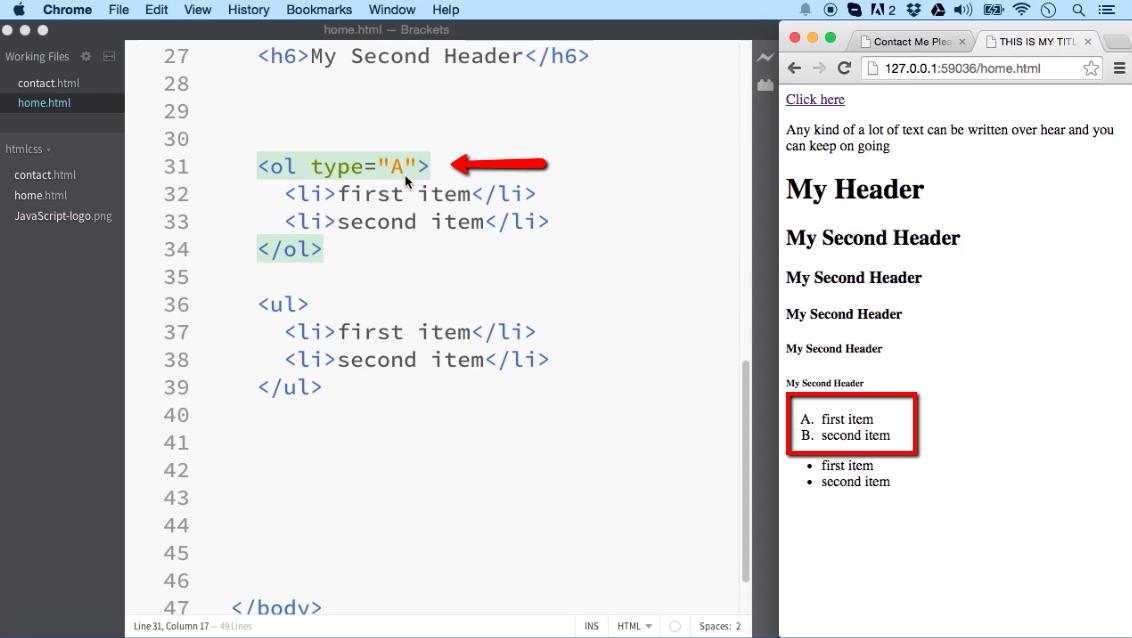 Chrome File Edit View History Bookmarks Window Help 2
home.html — Brackets
Working Files
contact.html
home.html
htmlcss
contact.html
home.html
JavaScript-logo.png
27 <h6>My Second Header</h6>
28
29
30
31 <ol type="A">
32 <li>first item</li>
33 <li>second item</li>
34 </ol>
35
36 <ul>
37 <li>first item</li>
38 <li>second item</li>
39 </ul>
40
41
42
43
44
45
46
47 </body>
Line 31, Column 17 — 49 Lines INS HTML Spaces: 2
Contact Me Plea THIS IS MY TITL
127.0.0.1:59036/home.html
Click here
Any kind of a lot of text can be written over hear and you
can keep on going
My Header
My Second Header
My Second Header
My Second Header
My Second Header
My Second Header
A. first item
B. second item
• first item
• second item